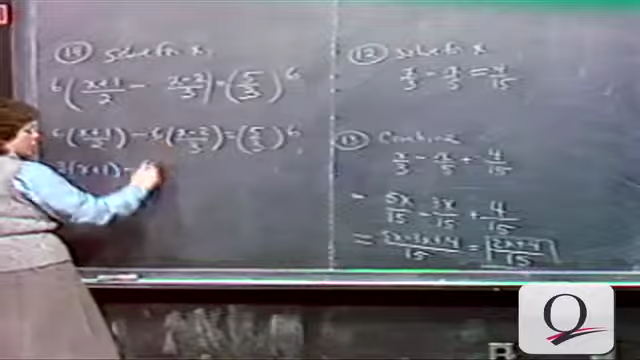 (14) Solve for x
6((x+1)/2 - (x-2)/3) = (5/3)6
6((x+1)/2) - 6((x-2)/3) = (5/3)6
3(x+1) -
(12) Solve for x
x/3 - x/5 = 4/15
(13) Combine
x/3 - x/5 + 4/15
= 5x/15 - 3x/15 + 4/15
= (5x-3x+4)/15 = (2x+4)/15
Q